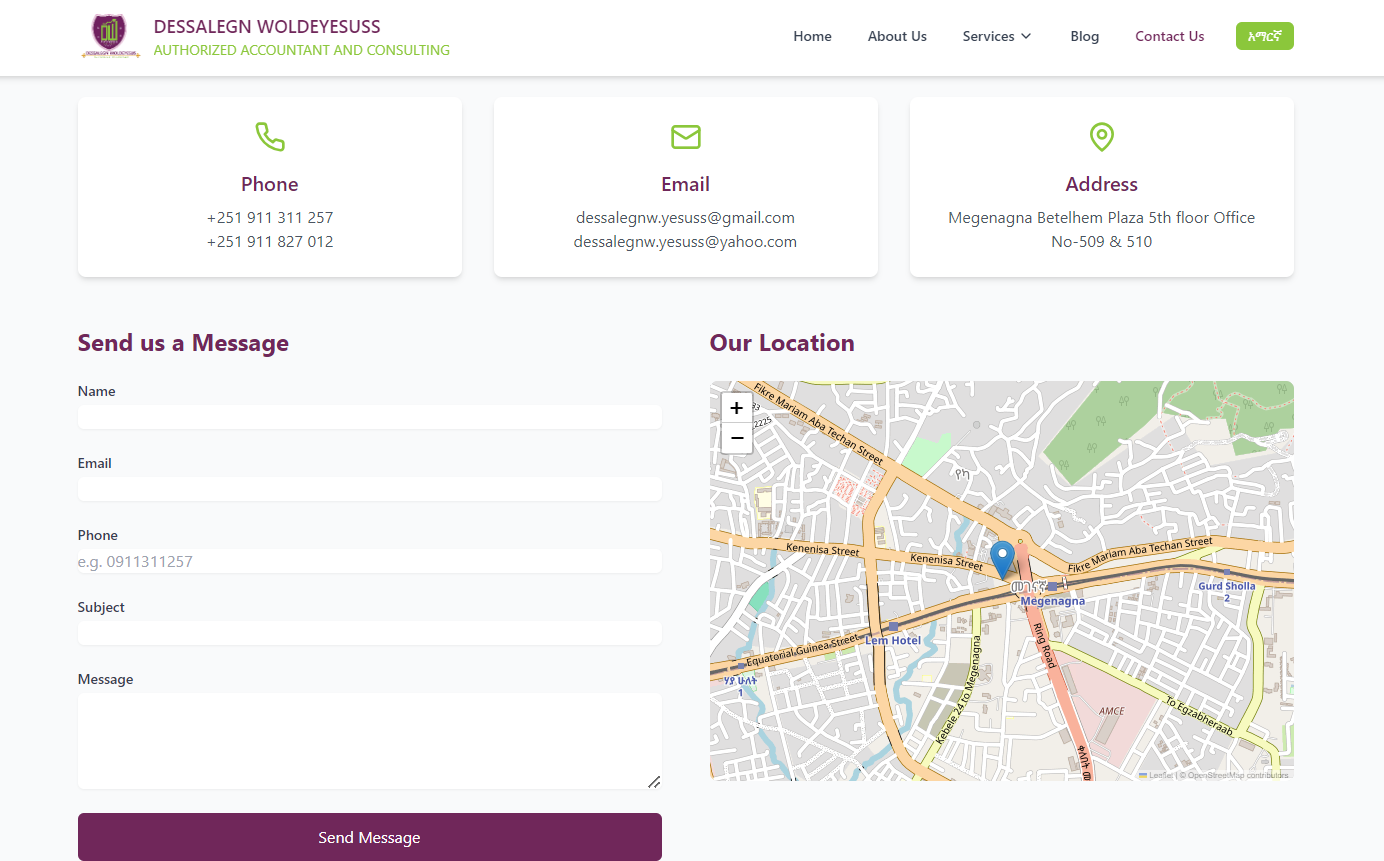 DESSALEGN WOLDEYESUSS
AUTHORIZED ACCOUNTANT AND CONSULTING
DESSALEGN WOLDEYESUS
Home
About Us
Services
Blog
Contact Us
አማርኛ
Phone
+251 911 311 257
+251 911 827 012
Email
dessalegnw.yesuss@gmail.com
dessalegnw.yesuss@yahoo.com
Address
Megenagna Betelhem Plaza 5th floor Office
No-509 & 510
Send us a Message
Name
Email
Phone
e.g. 0911311257
Subject
Message
Send Message
Our Location
+
−
Fikre Mariam Aba Techan Street
2225
Kenenisa Street
Kenenisa Street
Fikre Mariam Aba Techan Street
መገናኛ
Megenagna
Gurd Sholla
2
Lem Hotel
Equatorial Guinea Street
ሃያ ሁለት
1
Ring Road
Kebele 24 to Megenagna
AMCE
To Egzabheraab
Leaflet | © OpenStreetMap contributors